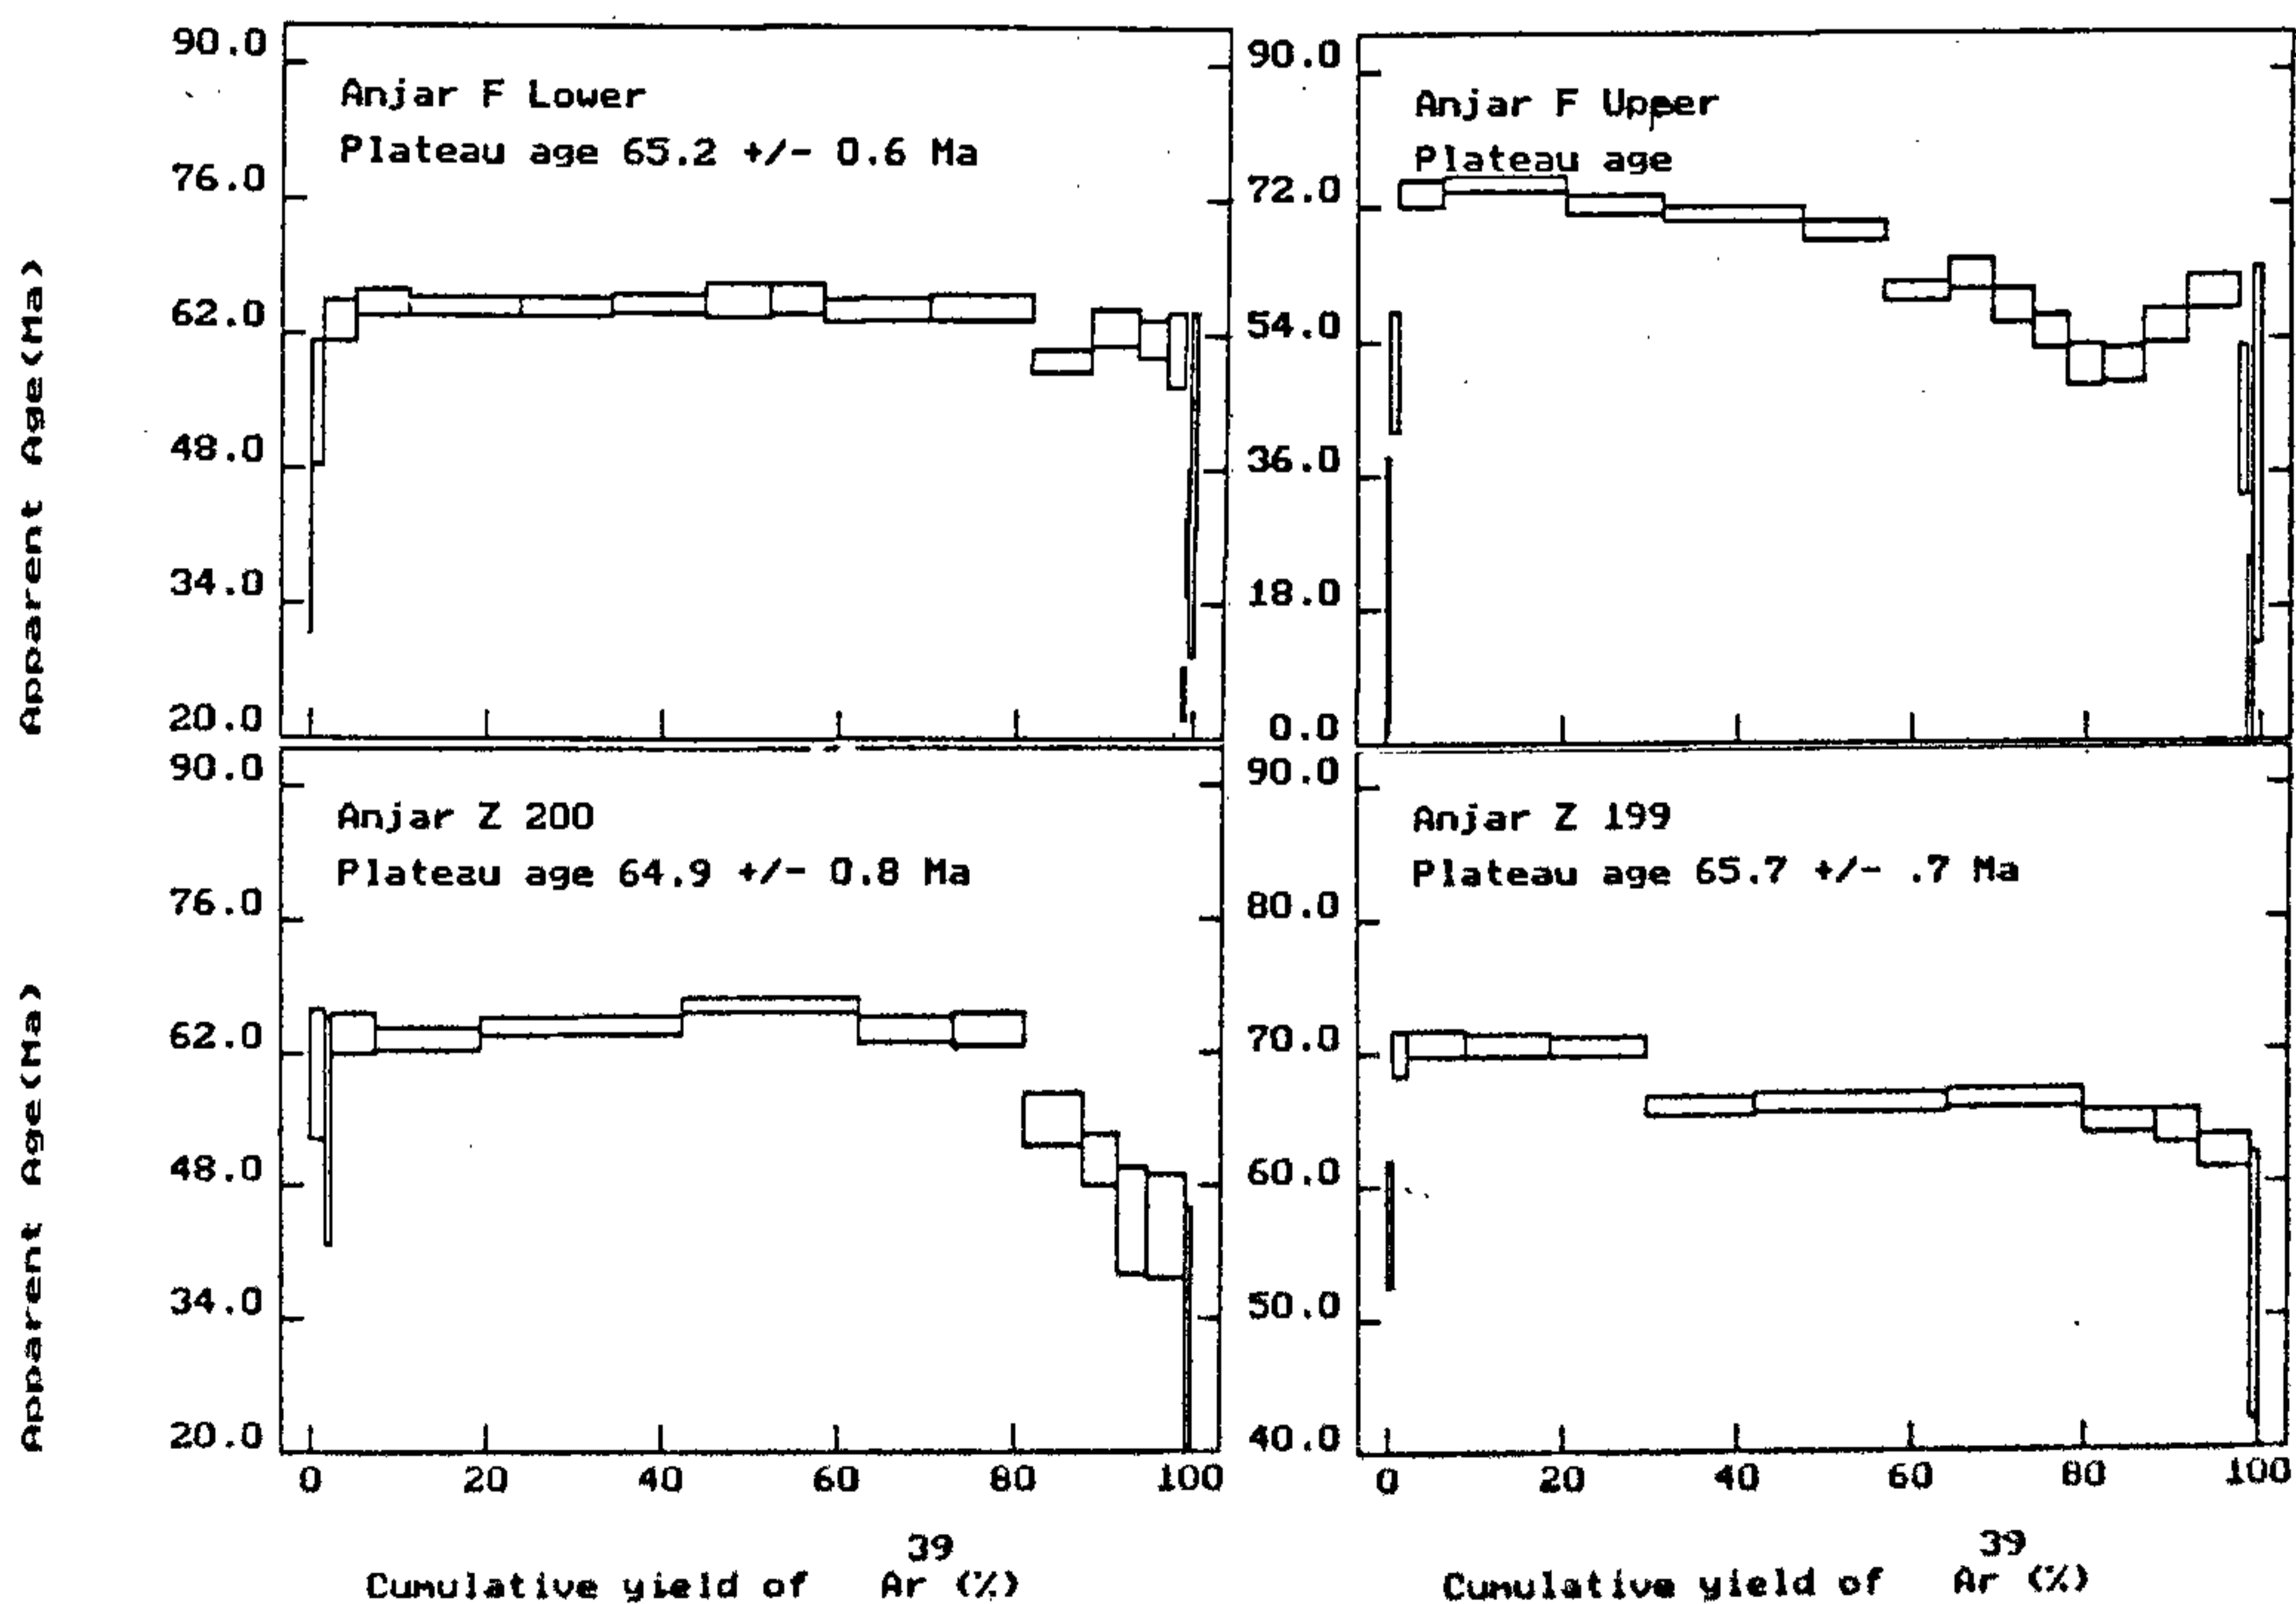 Apparent Age(Ma)
90.0
76.0
62.0
48.0
34.0
20.0
Anjar F Lower
Plateau age 65.2 +/- 0.6 Ma
90.0
72.0
54.0
36.0
18.0
0.0
Anjar F Upper
Plateau age
Apparent Age(Ma)
90.0
76.0
62.0
48.0
34.0
20.0
Anjar Z 200
Plateau age 64.9 +/- 0.8 Ma
0 20 40 60 80 100
90.0
80.0
70.0
60.0
50.0
40.0
Anjar Z 199
Plateau age 65.7 +/- .7 Ma
0 20 40 60 80 100
39
Cumulative yield of Ar (%)
39
Cumulative yield of Ar (%)